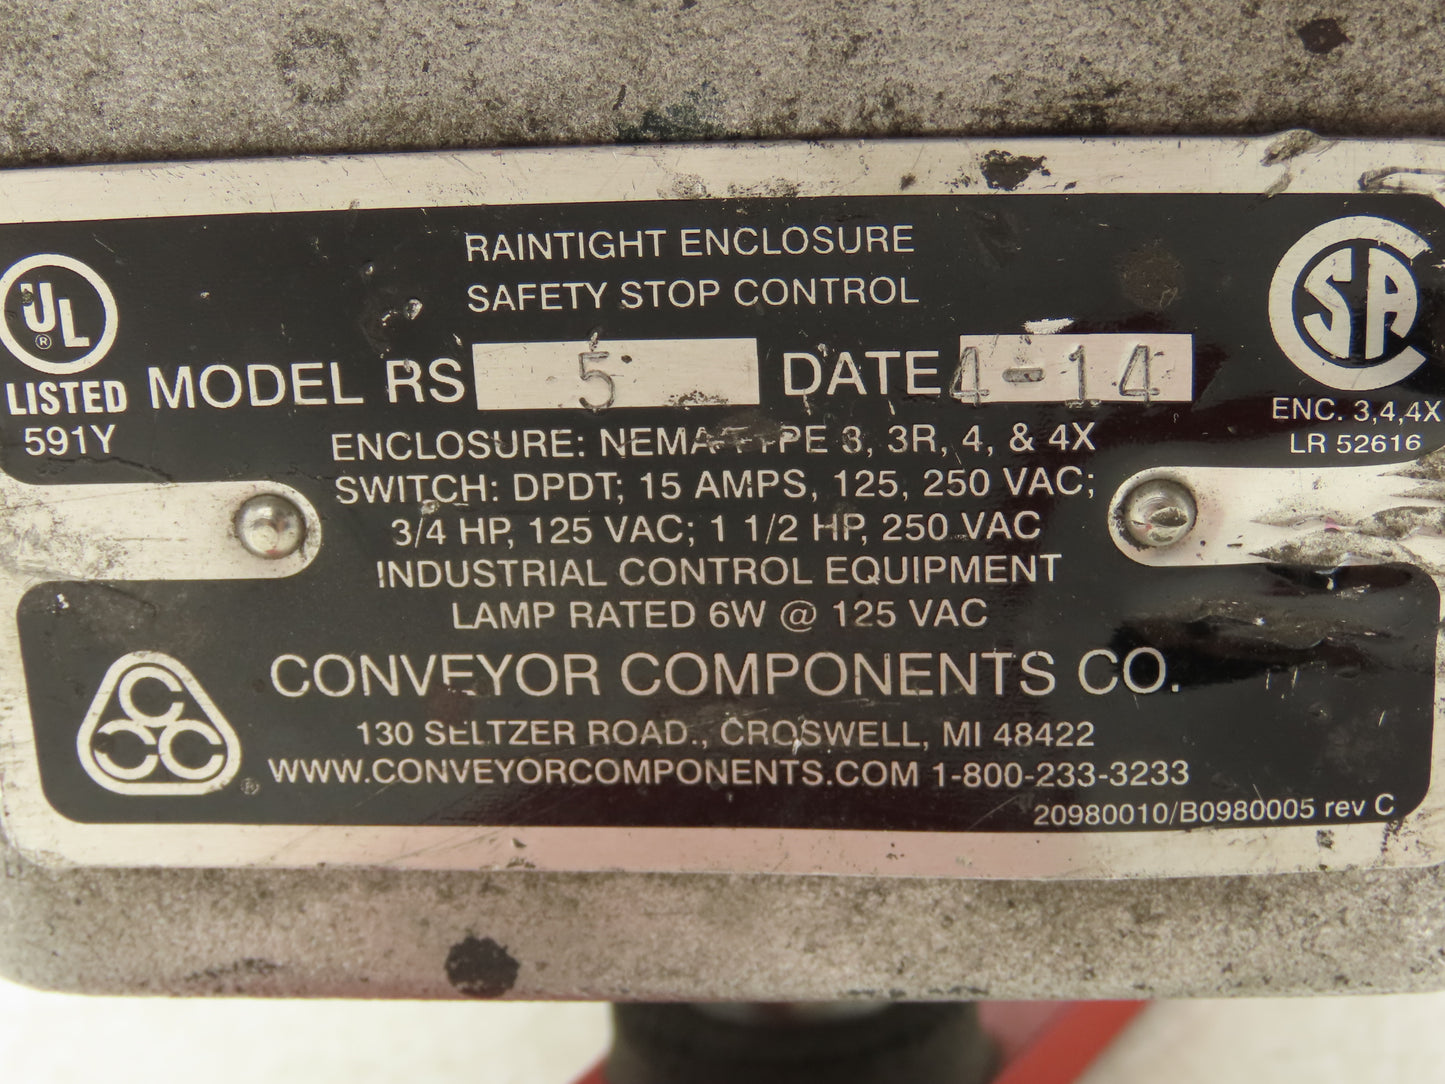 RAINTIGHT ENCLOSURE
SAFETY STOP CONTROL
UL
®
LISTED
591Y
MODEL RS 5 DATE 4-14
SA
ENC. 3,4,4X
LR 52616
ENCLOSURE: NEMA TYPE 3, 3R, 4, & 4X
SWITCH: DPDT; 15 AMPS, 125, 250 VAC;
3/4 HP, 125 VAC; 1 1/2 HP, 250 VAC
INDUSTRIAL CONTROL EQUIPMENT
LAMP RATED 6W @ 125 VAC
C
CC
®
CONVEYOR COMPONENTS CO.
130 SELTZER ROAD., CROSWELL, MI 48422
WWW.CONVEYORCOMPONENTS.COM 1-800-233-3233
20980010/B0980005 rev C